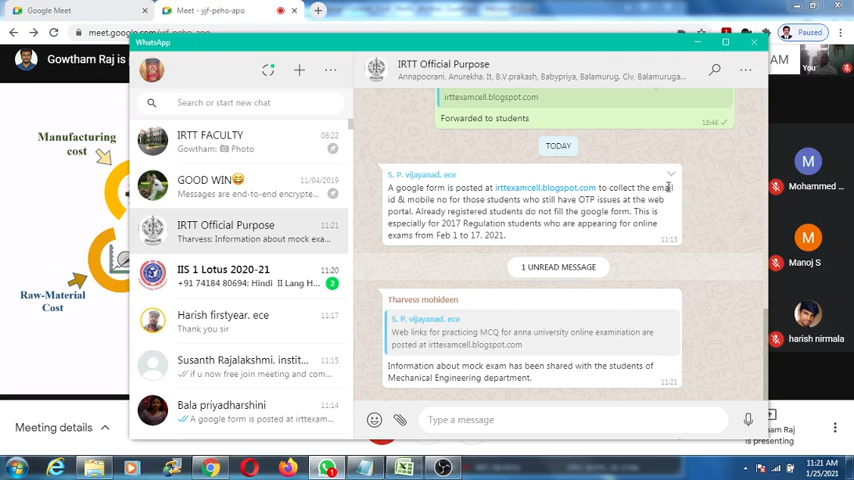 Google Meet
Meet - yjf-peho-apo
meet.google.com/yjf-peho-apo
Paused
WhatsApp
Gowtham Raj is
AM
You
IRTT Official Purpose
Annapoorani, Anurekha. It, B.V.prakash, Babypriya, Balamurug. Civ, Balamuruga...
Search or start new chat
irttexamcell.blogspot.com
Forwarded to students
18:46
IRTT FACULTY
08:22
Gowtham: Photo
TODAY
Manufacturing
cost
GOOD WIN😅
11/04/2019
Messages are end-to-end encrypte...
S. P. vijayanad. ece
A google form is posted at irttexamcell.blogspot.com to collect the email
id & mobile no for those students who still have OTP issues at the web
portal. Already registered students do not fill the google form. This is
especially for 2017 Regulation students who are appearing for online
exams from Feb 1 to 17, 2021.
11:13
Mohammed ...
IRTT Official Purpose
11:21
Tharvess: Information about mock exa...
Manoj S
1 UNREAD MESSAGE
IIS 1 Lotus 2020-21
11:20
+91 74184 80694: Hindi II Lang H...
2
Raw-Material
Cost
Tharvess mohideen
S. P. vijayanad. ece
Web links for practicing MCQ for anna university online examination are
posted at irttexamcell.blogspot.com
Information about mock exam has been shared with the students of
Mechanical Engineering department.
11:21
Harish firstyear. ece
11:17
Thank you sir
harish nirmala
Susanth Rajalakshmi. instit...
11:15
if u now free join meeting and com...
Bala priyadharshini
11:14
A google form is posted at irttexam...
Type a message
Meeting details
am Raj
is presenting
11:21 AM
1/25/2021